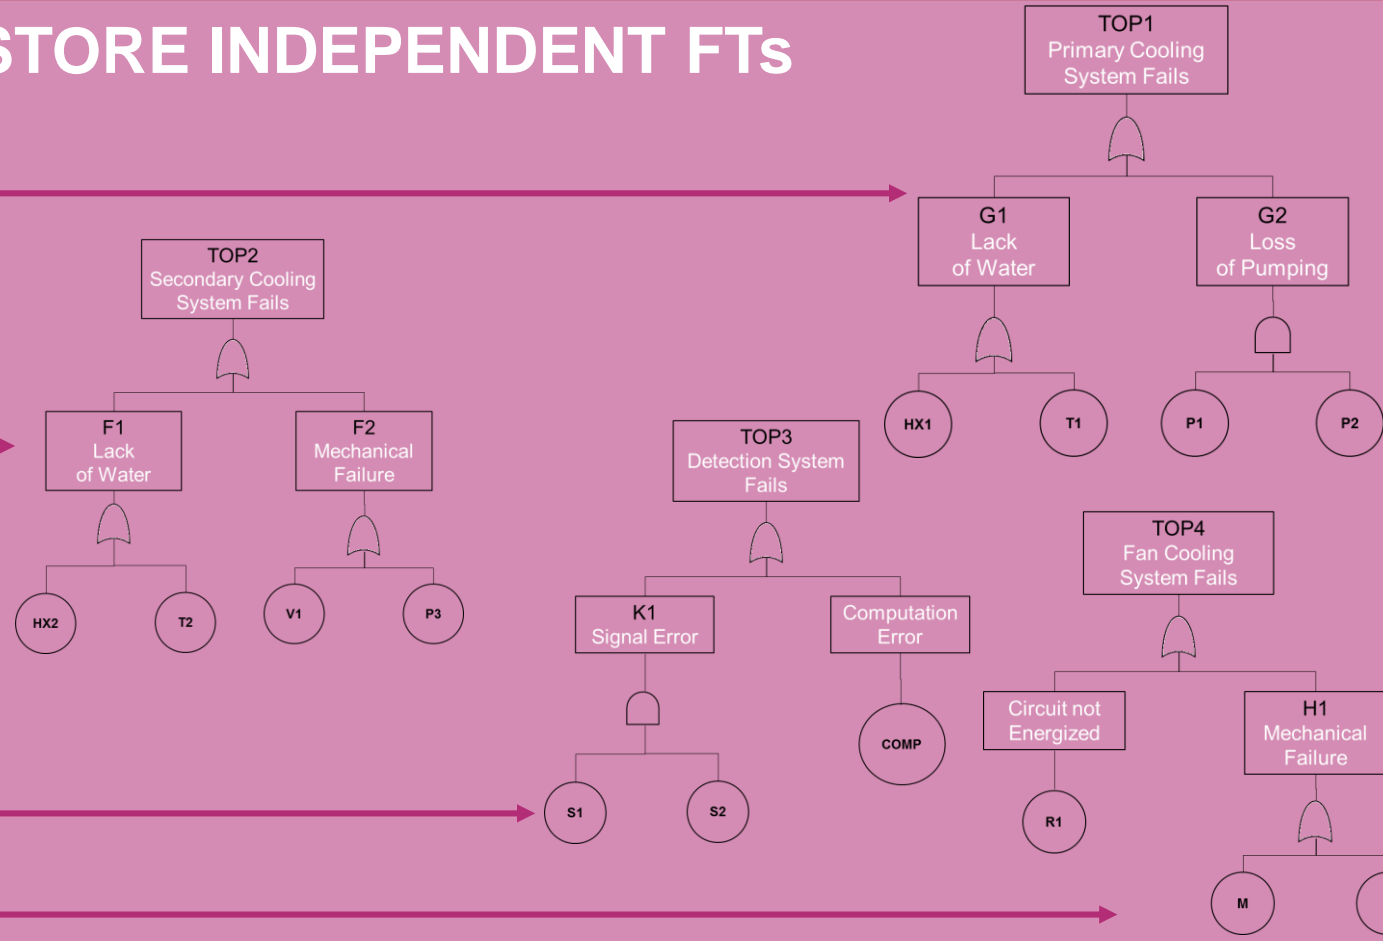 STORE INDEPENDENT FTs
TOP1
Primary Cooling
System Fails
G1
Lack
of Water
G2
Loss
of Pumping
HX1
T1
P1
P2
TOP2
Secondary Cooling
System Fails
F1
Lack
of Water
F2
Mechanical
Failure
HX2
T2
V1
P3
TOP3
Detection System
Fails
K1
Signal Error
Computation
Error
S1
S2
COMP
TOP4
Fan Cooling
System Fails
Circuit not
Energized
H1
Mechanical
Failure
R1
M